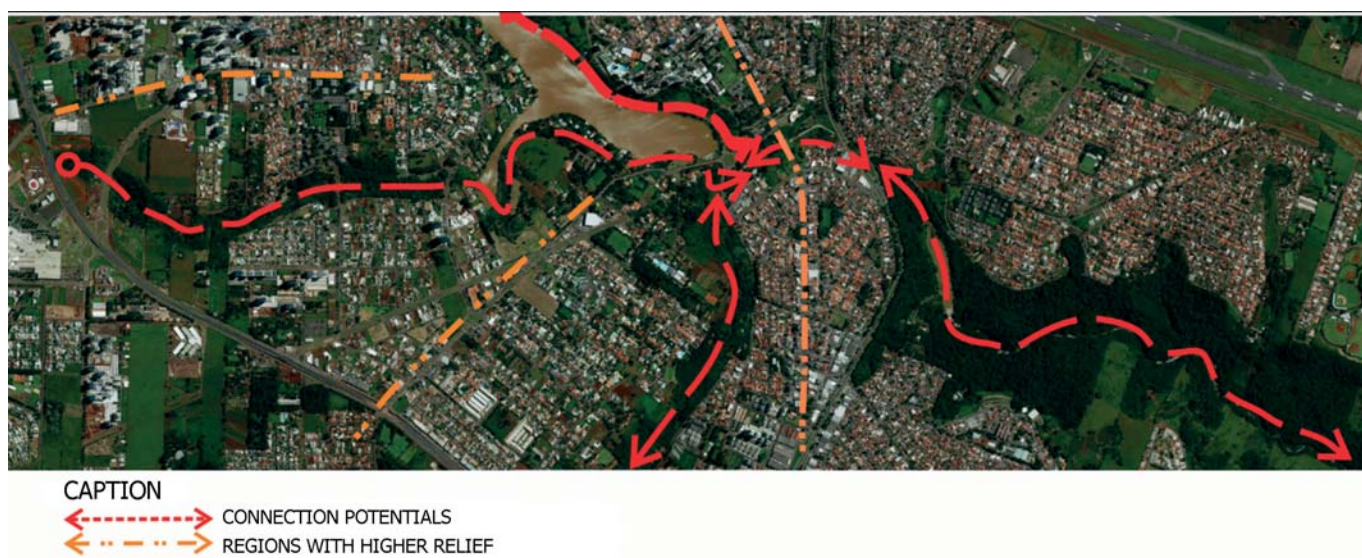 CAPTION
CONNECTION POTENTIALS
REGIONS WITH HIGHER RELIEF